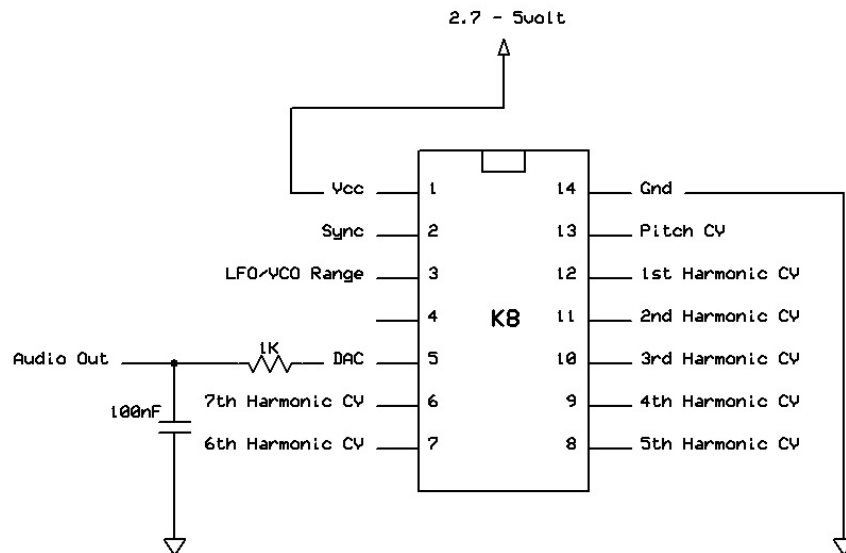 2.7 - 5volt
Vcc 1 14 Gnd
Sync 2 13 Pitch CV
LFO/VCO Range 3 12 1st Harmonic CV
4 K8 11 2nd Harmonic CV
Audio Out 1K DAC 5 10 3rd Harmonic CV
100nF 7th Harmonic CV 6 9 4th Harmonic CV
6th Harmonic CV 7 8 5th Harmonic CV